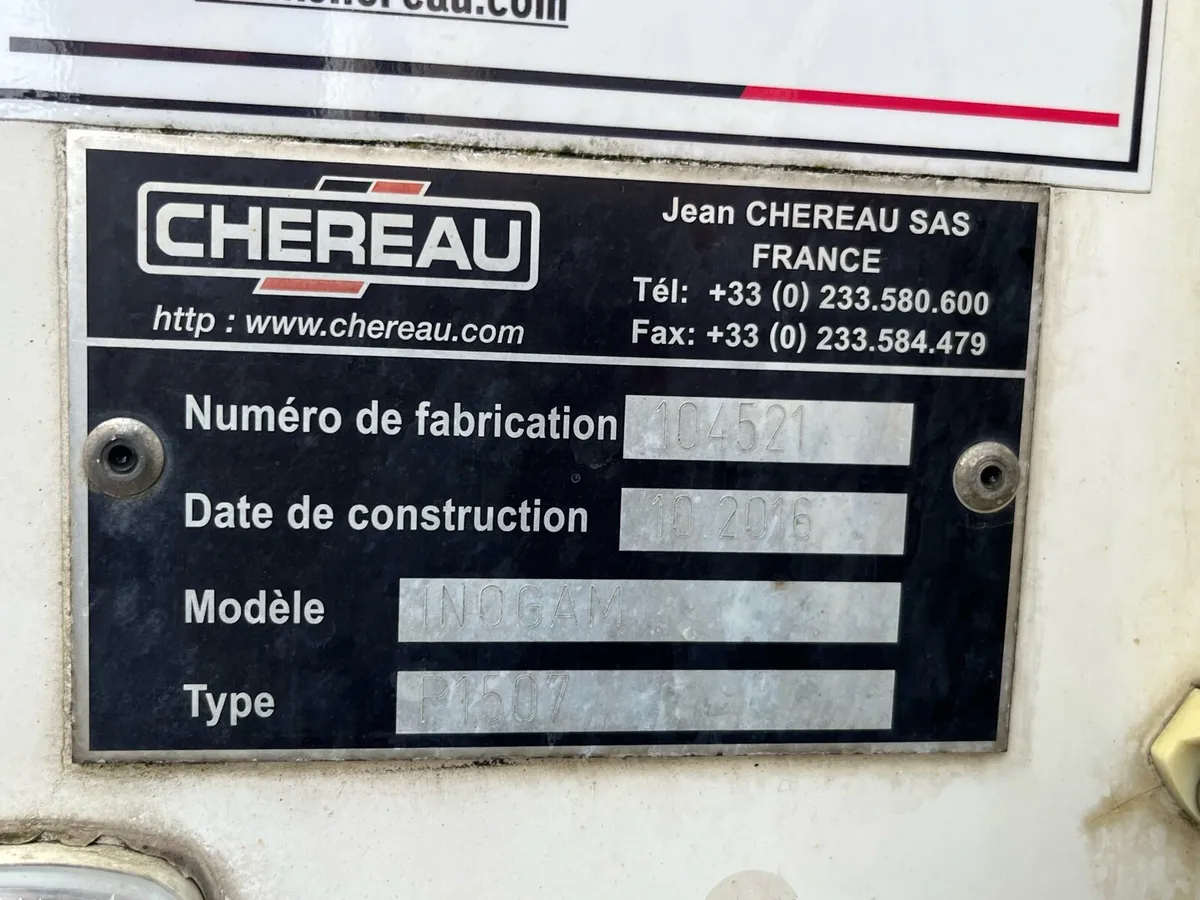 CHEREAU
http : www.chereau.com
Jean CHEREAU SAS
FRANCE
Tél: +33 (0) 233.580.600
Fax: +33 (0) 233.584.479
Numéro de fabrication 104521
Date de construction 10.2016
Modèle INOGAM
Type P1507